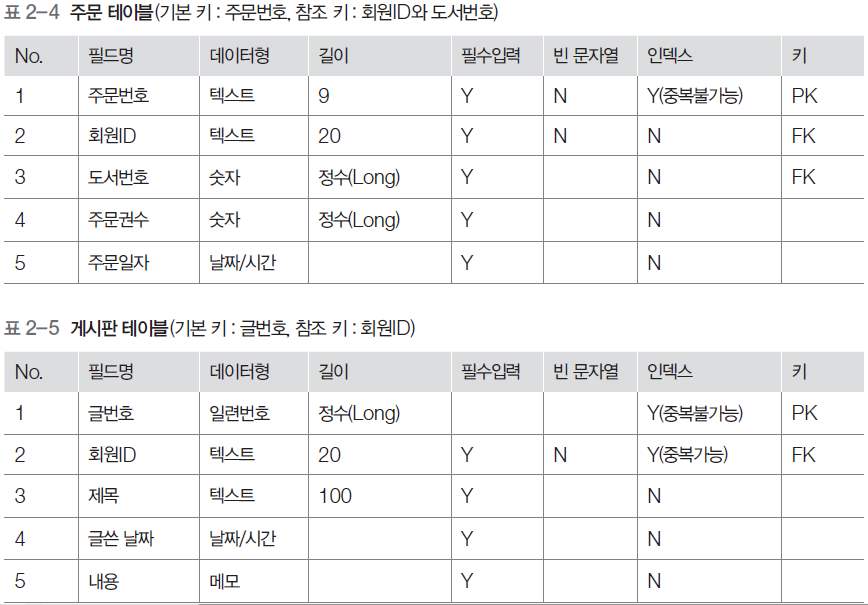 표 2-4 주문 테이블(기본 키 : 주문번호, 참조 키 : 회원ID와 도서번호)
No. 필드명 데이터형 길이 필수입력 빈 문자열 인덱스 키
1 주문번호 텍스트 9 Y N Y(중복불가능) PK
2 회원ID 텍스트 20 Y N N FK
3 도서번호 숫자 정수(Long) Y N FK
4 주문권수 숫자 정수(Long) Y N
5 주문일자 날짜/시간 Y N
표 2-5 게시판 테이블(기본 키 : 글번호, 참조 키 : 회원ID)
No. 필드명 데이터형 길이 필수입력 빈 문자열 인덱스 키
1 글번호 일련번호 정수(Long) Y(중복불가능) PK
2 회원ID 텍스트 20 Y N Y(중복가능) FK
3 제목 텍스트 100 Y N
4 글쓴 날짜 날짜/시간 Y N
5 내용 메모 Y N